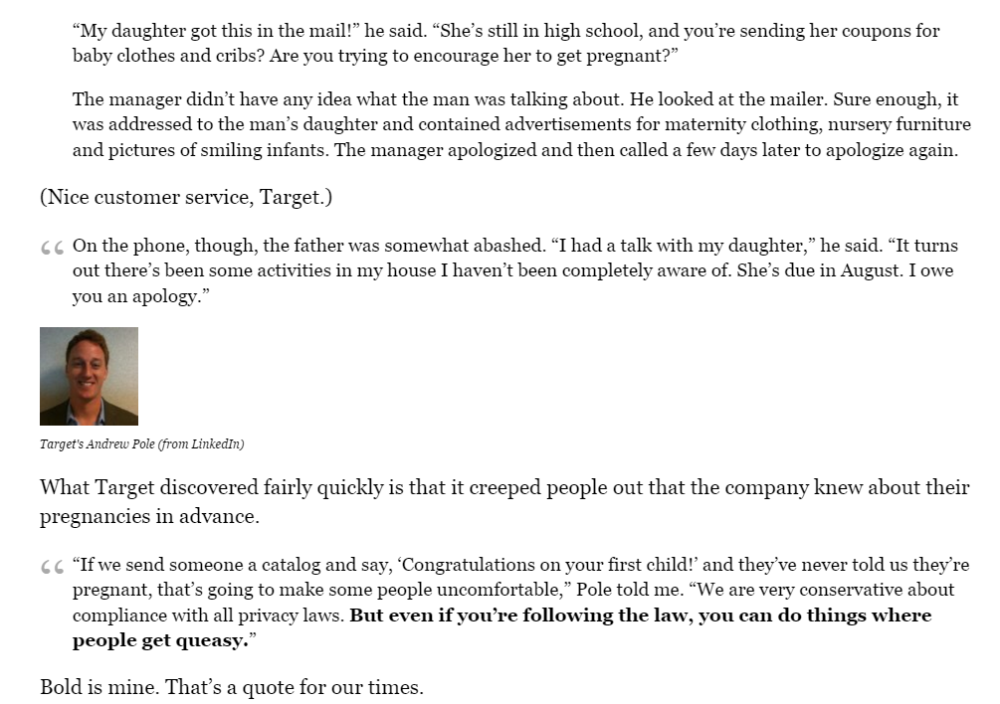 “My daughter got this in the mail!” he said. “She’s still in high school, and you’re sending her coupons for
baby clothes and cribs? Are you trying to encourage her to get pregnant?”
The manager didn’t have any idea what the man was talking about. He looked at the mailer. Sure enough, it
was addressed to the man’s daughter and contained advertisements for maternity clothing, nursery furniture
and pictures of smiling infants. The manager apologized and then called a few days later to apologize again.
(Nice customer service, Target.)
“ On the phone, though, the father was somewhat abashed. “I had a talk with my daughter,” he said. “It turns
out there’s been some activities in my house I haven’t been completely aware of. She’s due in August. I owe
you an apology.”
Target's Andrew Pole (from LinkedIn)
What Target discovered fairly quickly is that it creeped people out that the company knew about their
pregnancies in advance.
“ “If we send someone a catalog and say, ‘Congratulations on your first child!’ and they’ve never told us they’re
pregnant, that’s going to make some people uncomfortable,” Pole told me. “We are very conservative about
compliance with all privacy laws. But even if you’re following the law, you can do things where
people get queasy.”
Bold is mine. That’s a quote for our times.